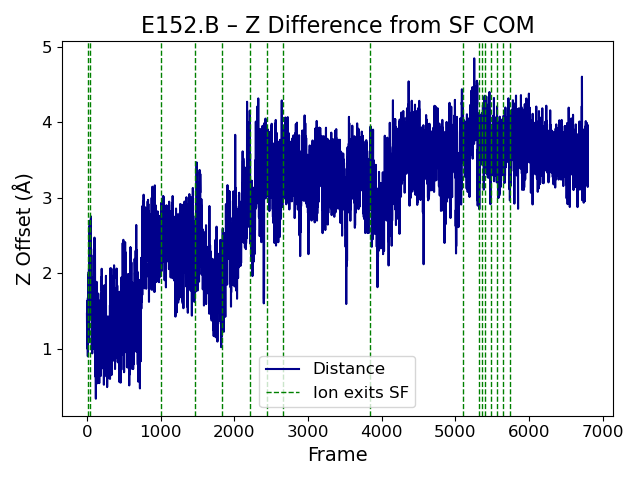 E152.B – Z Difference from SF COM
Z Offset (Å)
5
4
3
2
1
Distance
Ion exits SF
0 1000 2000 3000 4000 5000 6000 7000
Frame